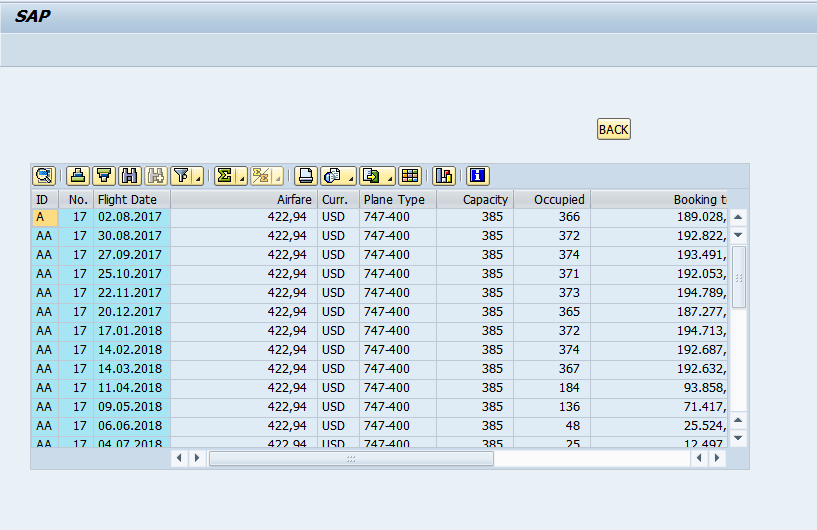 SAP
BACK
ID No. Flight Date Airfare Curr. Plane Type Capacity Occupied Booking t
A 17 02.08.2017 422,94 USD 747-400 385 366 189.028,
AA 17 30.08.2017 422,94 USD 747-400 385 372 192.822,
AA 17 27.09.2017 422,94 USD 747-400 385 374 193.491,
AA 17 25.10.2017 422,94 USD 747-400 385 371 192.053,
AA 17 22.11.2017 422,94 USD 747-400 385 373 194.789,
AA 17 20.12.2017 422,94 USD 747-400 385 365 187.277,
AA 17 17.01.2018 422,94 USD 747-400 385 372 194.713,
AA 17 14.02.2018 422,94 USD 747-400 385 374 192.687,
AA 17 14.03.2018 422,94 USD 747-400 385 367 192.632,
AA 17 11.04.2018 422,94 USD 747-400 385 184 93.858,
AA 17 09.05.2018 422,94 USD 747-400 385 136 71.417,
AA 17 06.06.2018 422,94 USD 747-400 385 48 25.524,
AA 17 04.07.2018 422,94 USD 747-400 385 25 12.497,